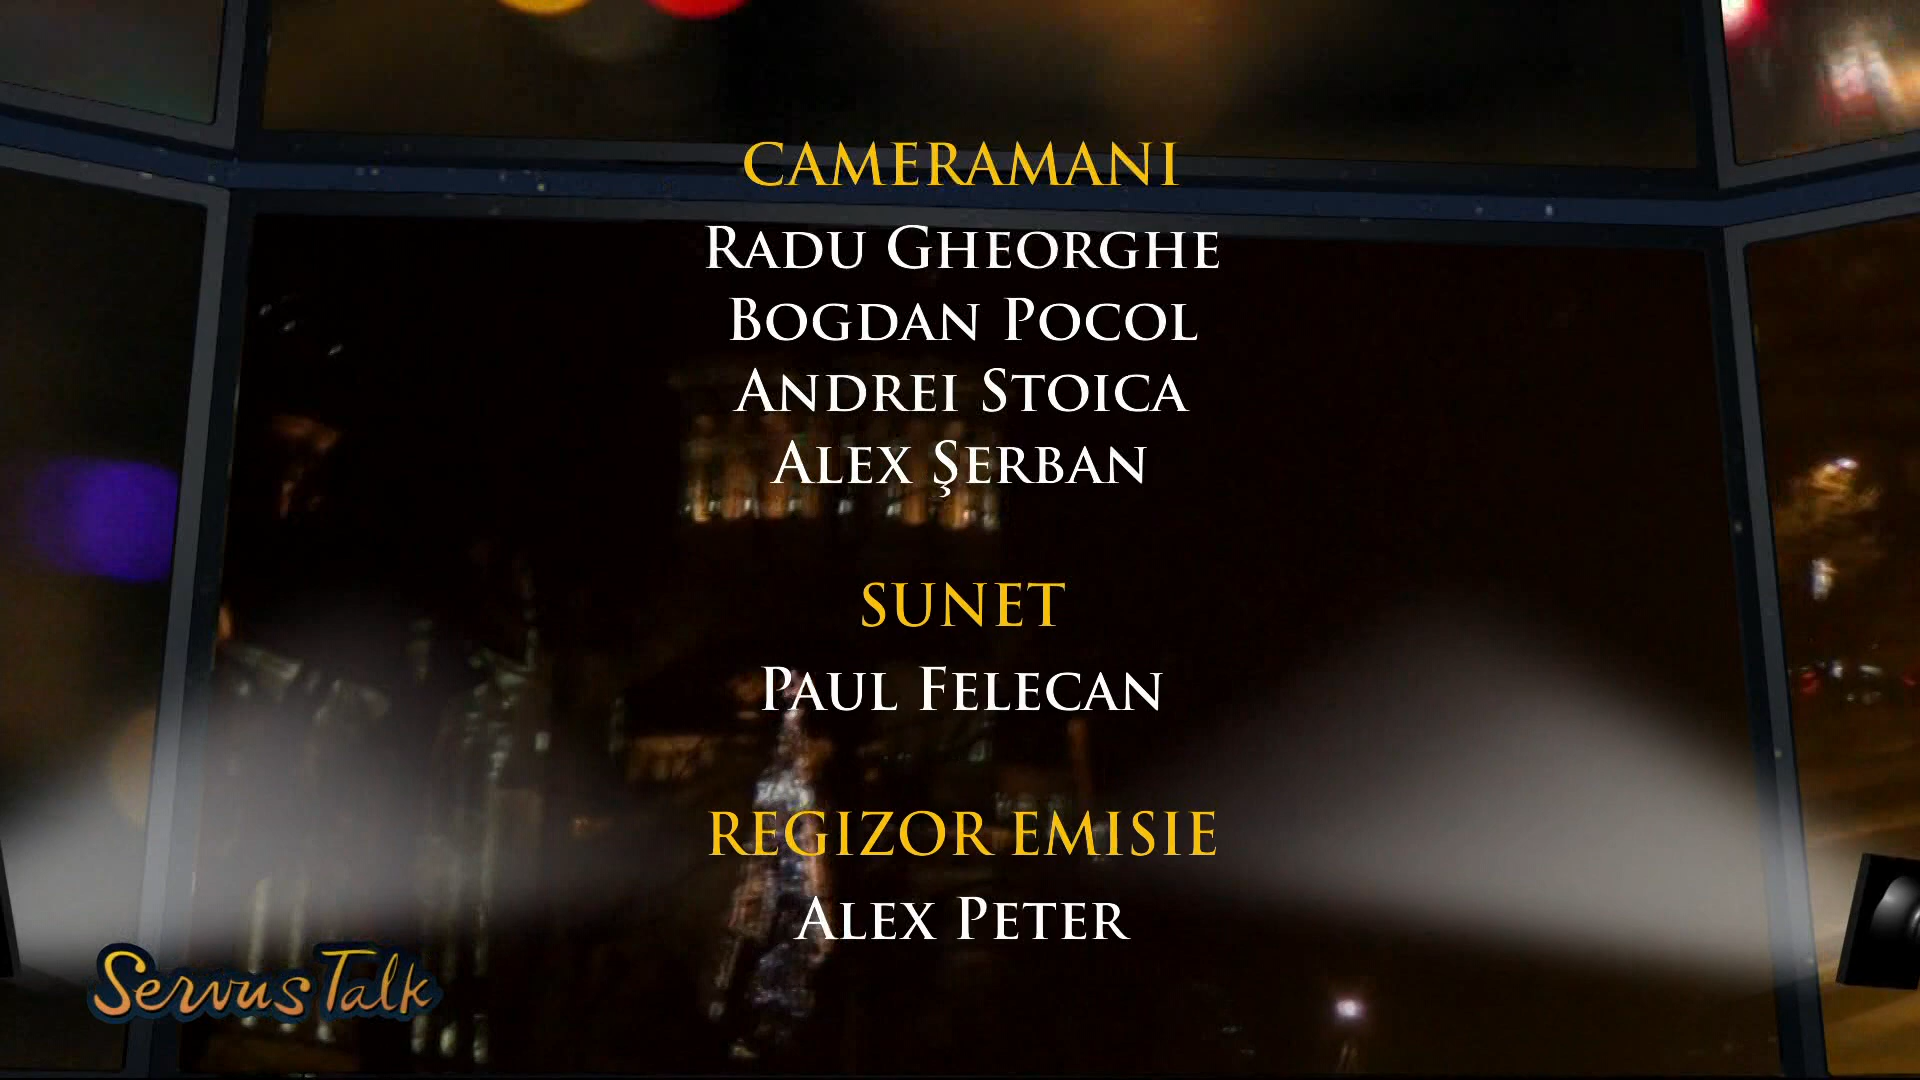 CAMERAMANI
RADU GHEORGHE
BOGDAN POCOL
ANDREI STOICA
ALEX ŞERBAN
SUNET
PAUL FELECAN
REGIZOR EMISIE
ALEX PETER
Servus Talk